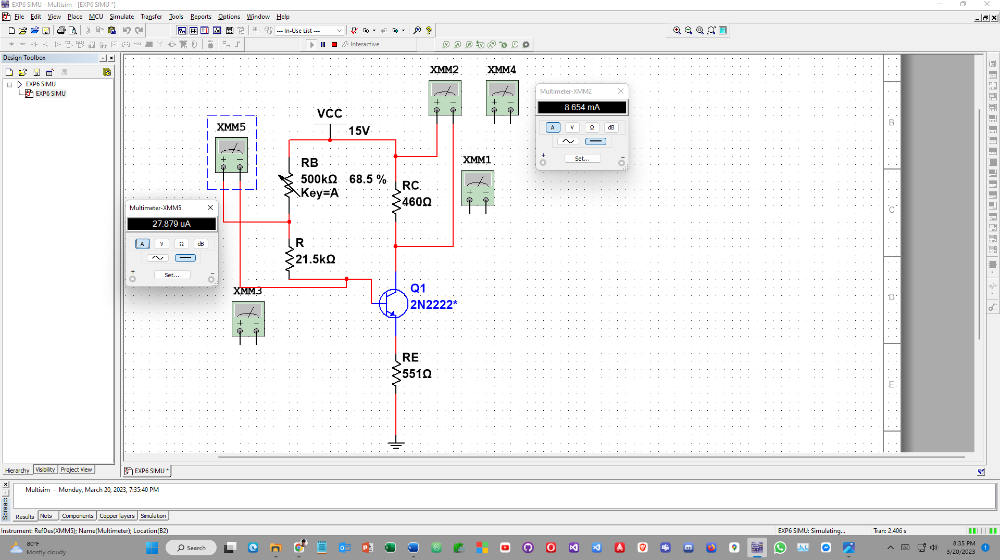 EXP6 SIMU - Multisim - [EXP6 SIMU *]
File Edit View Place MCU Simulate Transfer Tools Reports Options Window Help
--- In-Use List ---
Interactive
Design Toolbox
EXP6 SIMU
EXP6 SIMU
XMM2
XMM4
Multimeter-XMM2
8.654 mA
A V Ω dB
+ Set... –
VCC
15V
XMM5
RB
500kΩ 68.5 %
Key=A
XMM1
RC
460Ω
Multimeter-XMM5
27.879 uA
A V Ω dB
+ Set... –
R
21.5kΩ
XMM3
Q1
2N2222*
RE
551Ω
B
C
D
E
Hierarchy Visibility Project View
EXP6 SIMU *
Multisim - Monday, March 20, 2023, 7:35:40 PM
Spread:
Results Nets Components Copper layers Simulation
Instrument: RefDes(XMM5); Name(Multimeter); Location(B2)
EXP6 SIMU: Simulating... Tran: 2.406 s
80°F
Mostly cloudy
Search
8:35 PM
3/20/2023
1